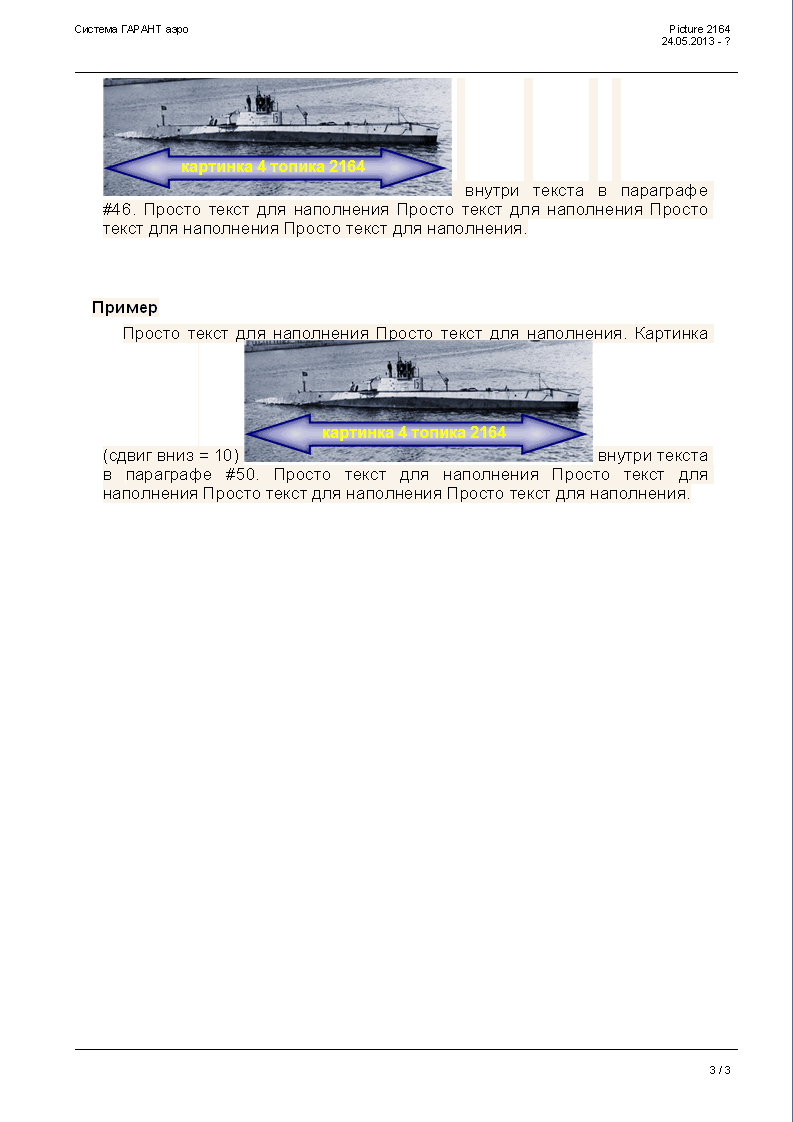 Система ГАРАНТ аэро
Picture 2164
24.05.2013 - ?
картинка 4 топика 2164
внутри текста в параграфе
#46. Просто текст для наполнения Просто текст для наполнения Просто
текст для наполнения Просто текст для наполнения.
Пример
Просто текст для наполнения Просто текст для наполнения. Картинка
картинка 4 топика 2164
(сдвиг вниз = 10) внутри текста
в параграфе #50. Просто текст для наполнения Просто текст для
наполнения Просто текст для наполнения Просто текст для наполнения.
3 / 3